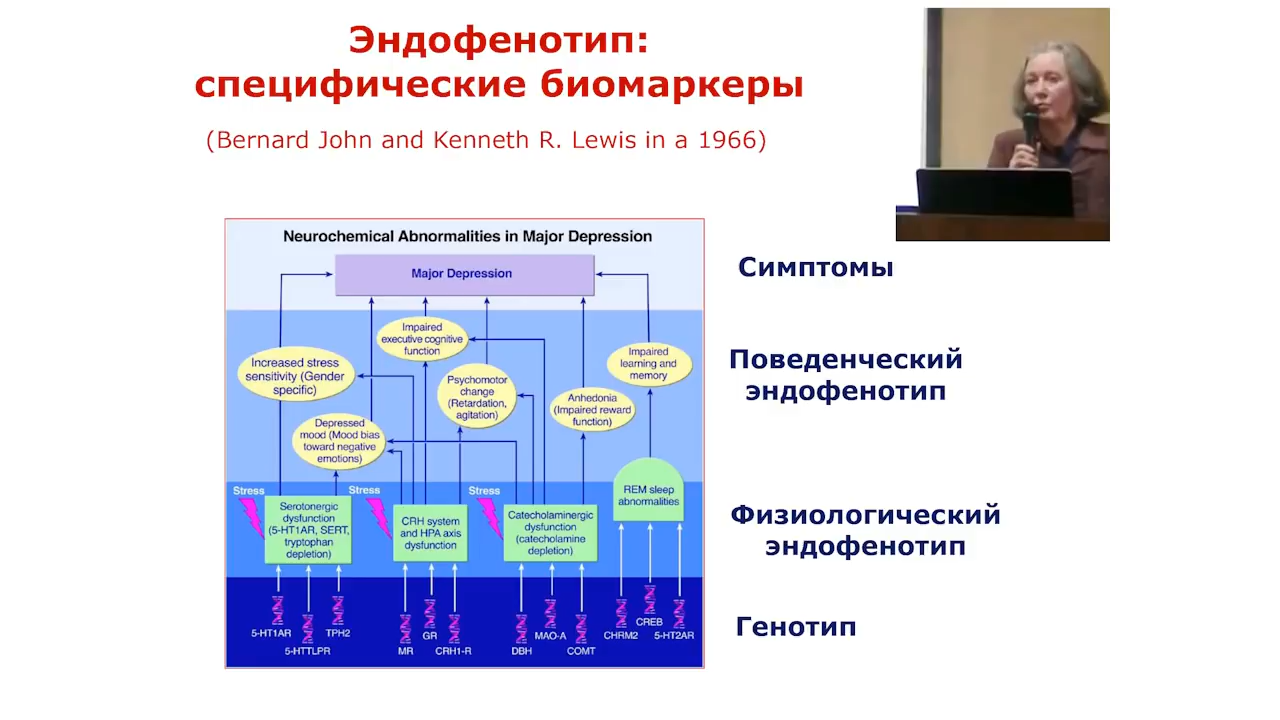 Эндофенотип:
специфические биомаркеры
(Bernard John and Kenneth R. Lewis in a 1966)
Neurochemical Abnormalities in Major Depression
Major Depression
Impaired
executive cognitive
function
Increased stress
sensitivity (Gender
specific)
Psychomotor
change
(Retardation,
agitation)
Anhedonia
(Impaired reward
function)
Impaired
learning and
memory
Depressed
mood (Mood bias
toward negative
emotions)
Stress
Stress
Stress
Serotonergic
dysfunction
(5-HT1AR, SERT,
tryptophan
depletion)
CRH system
and HPA axis
dysfunction
Catecholaminergic
dysfunction
(catecholamine
depletion)
REM sleep
abnormalities
5-HT1AR
5-HTTLPR
TPH2
MR
GR
CRH1-R
DBH
MAO-A
COMT
CHRM2
CREB
5-HT2AR
Симптомы
Поведенческий
эндофенотип
Физиологический
эндофенотип
Генотип